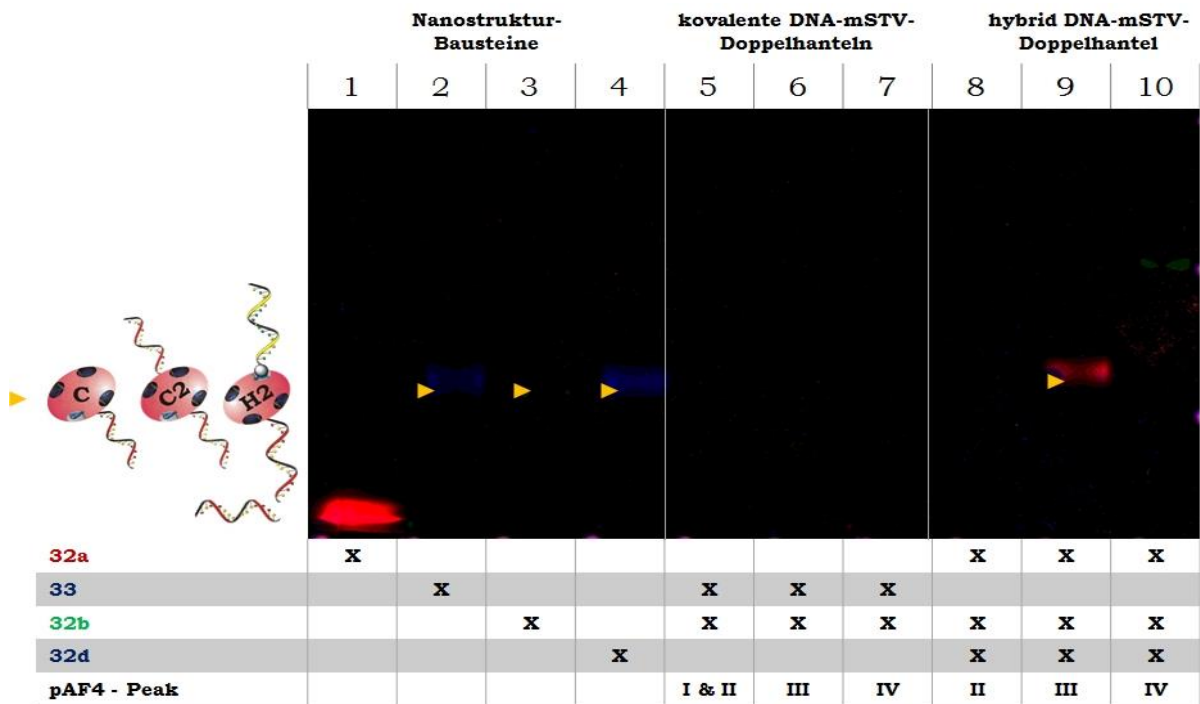 Nanostruktur-
Bausteine
kovalente DNA-mSTV-
Doppelhanteln
hybrid DNA-mSTV-
Doppelhantel
1 2 3 4 5 6 7 8 9 10
C C2 H2
32a X X X X
33 X X X X
32b X X X X X X X
32d X X X X
pAF4 - Peak I & II III IV II III IV